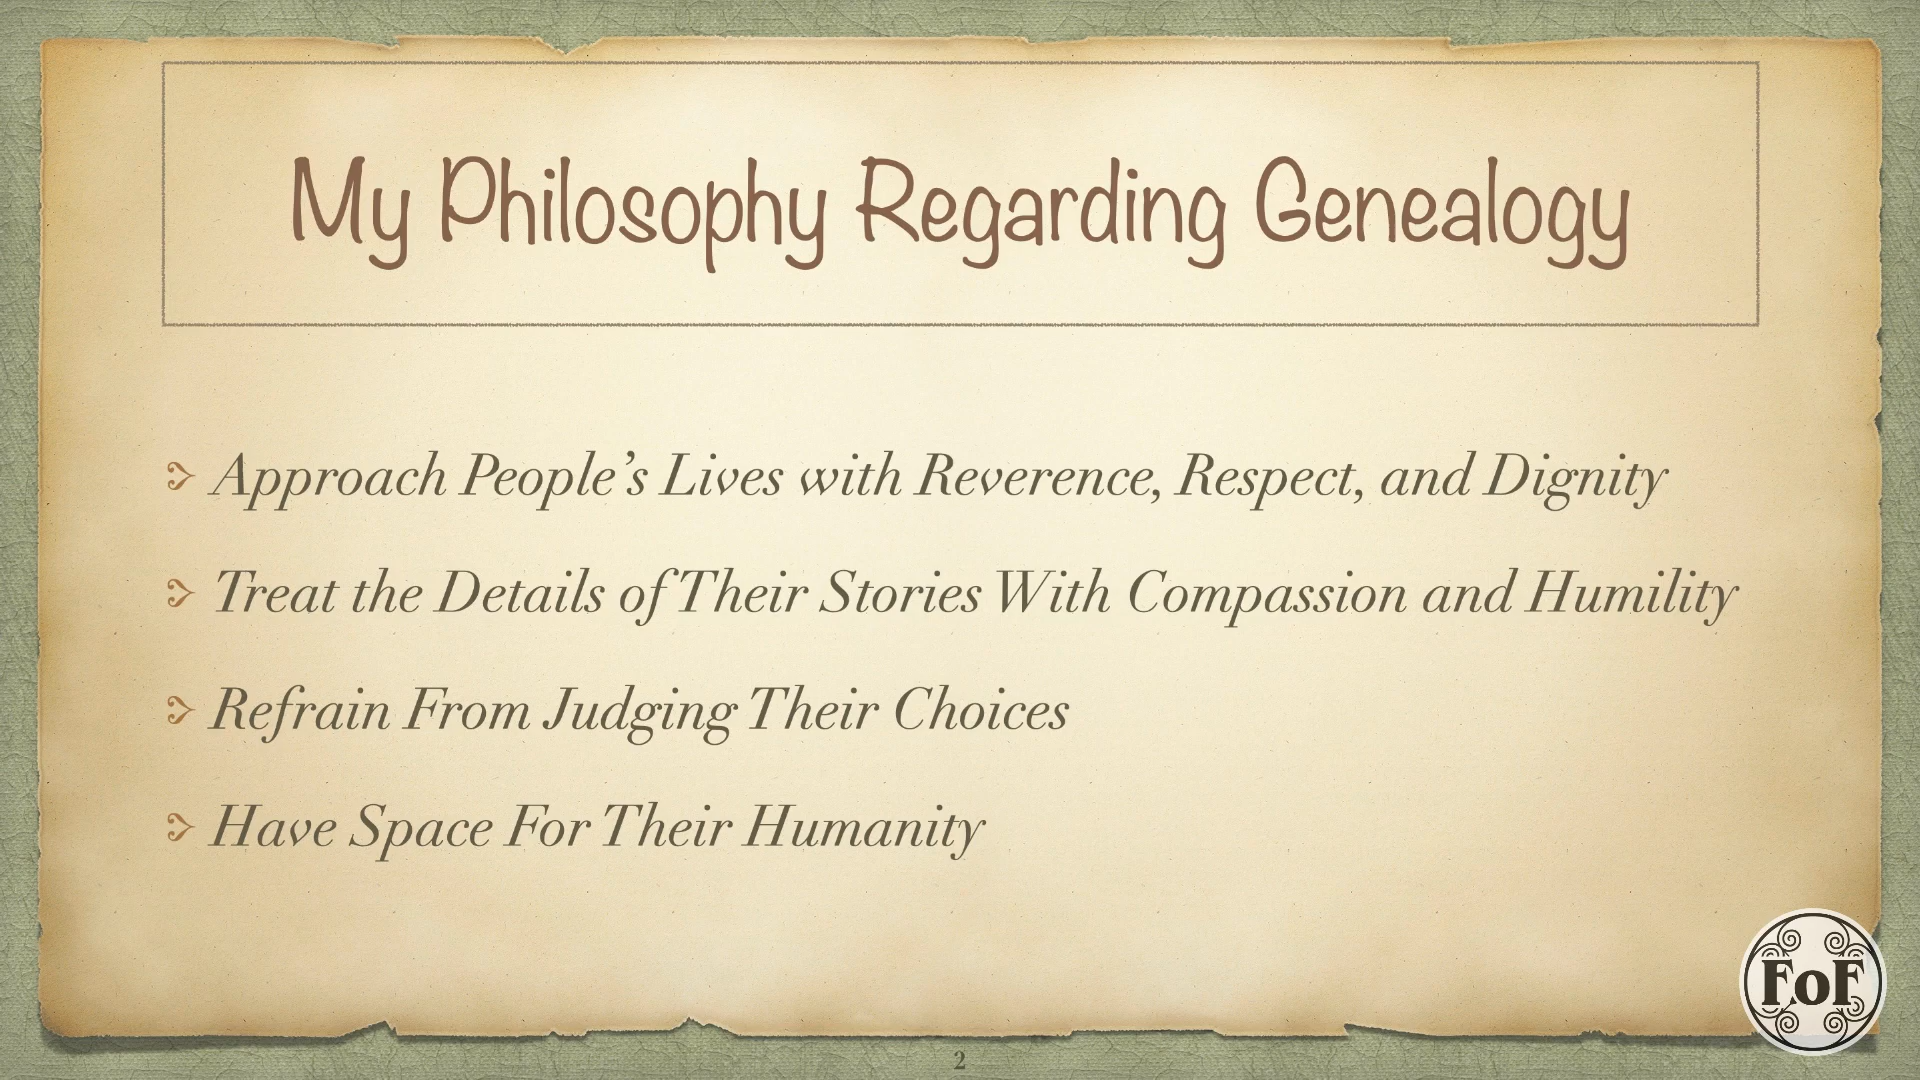 My Philosophy Regarding Genealogy
Approach People’s Lives with Reverence, Respect, and Dignity
Treat the Details of Their Stories With Compassion and Humility
Refrain From Judging Their Choices
Have Space For Their Humanity
FoF
2